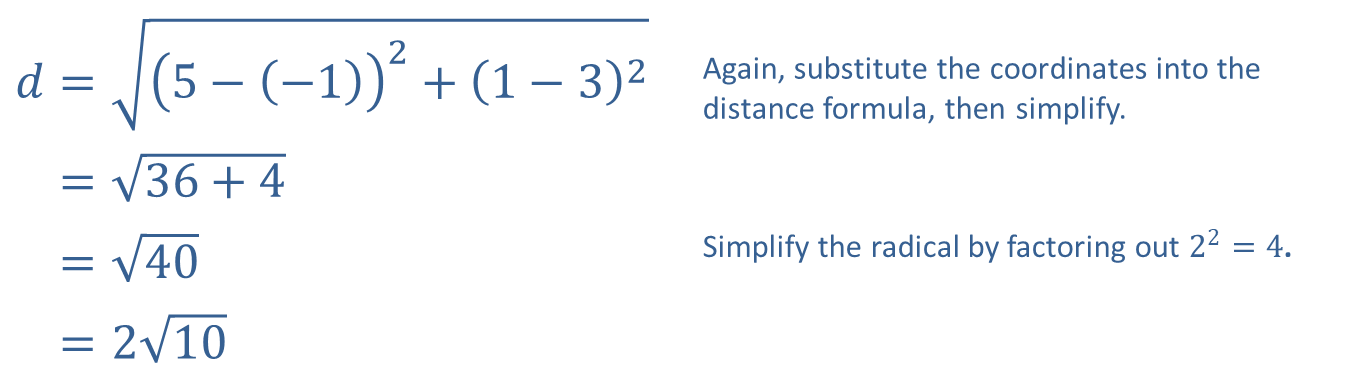 d = √((5 − (−1))² + (1 − 3)²)
Again, substitute the coordinates into the
distance formula, then simplify.
= √(36 + 4)
= √40
Simplify the radical by factoring out 2² = 4.
= 2√10